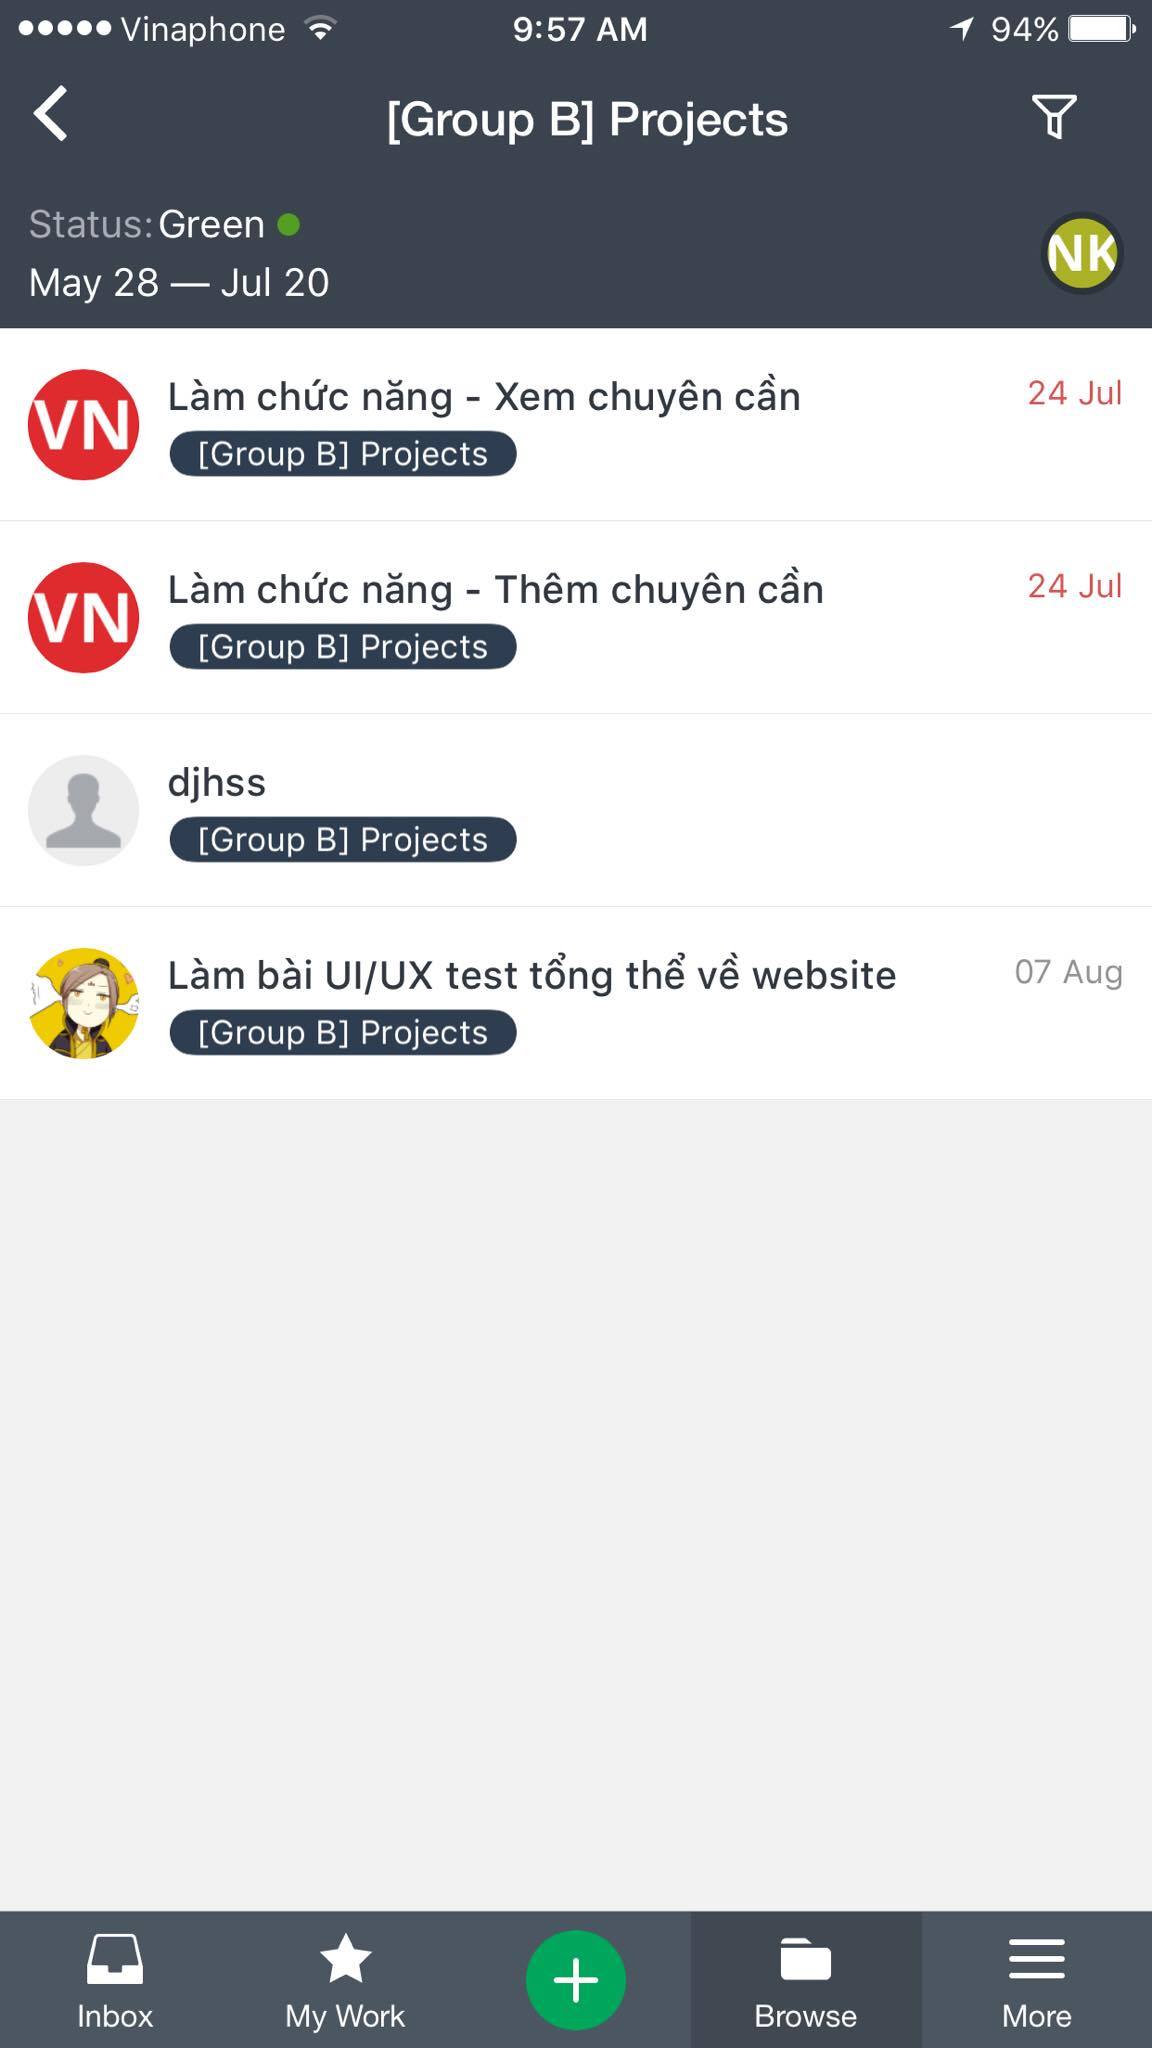 Vinaphone 9:57 AM 94%
[Group B] Projects
Status: Green
May 28 — Jul 20
NK
VN
Làm chức năng - Xem chuyên cần
24 Jul
[Group B] Projects
VN
Làm chức năng - Thêm chuyên cần
24 Jul
[Group B] Projects
djhss
[Group B] Projects
Làm bài UI/UX test tổng thể về website
07 Aug
[Group B] Projects
Inbox
My Work
Browse
More